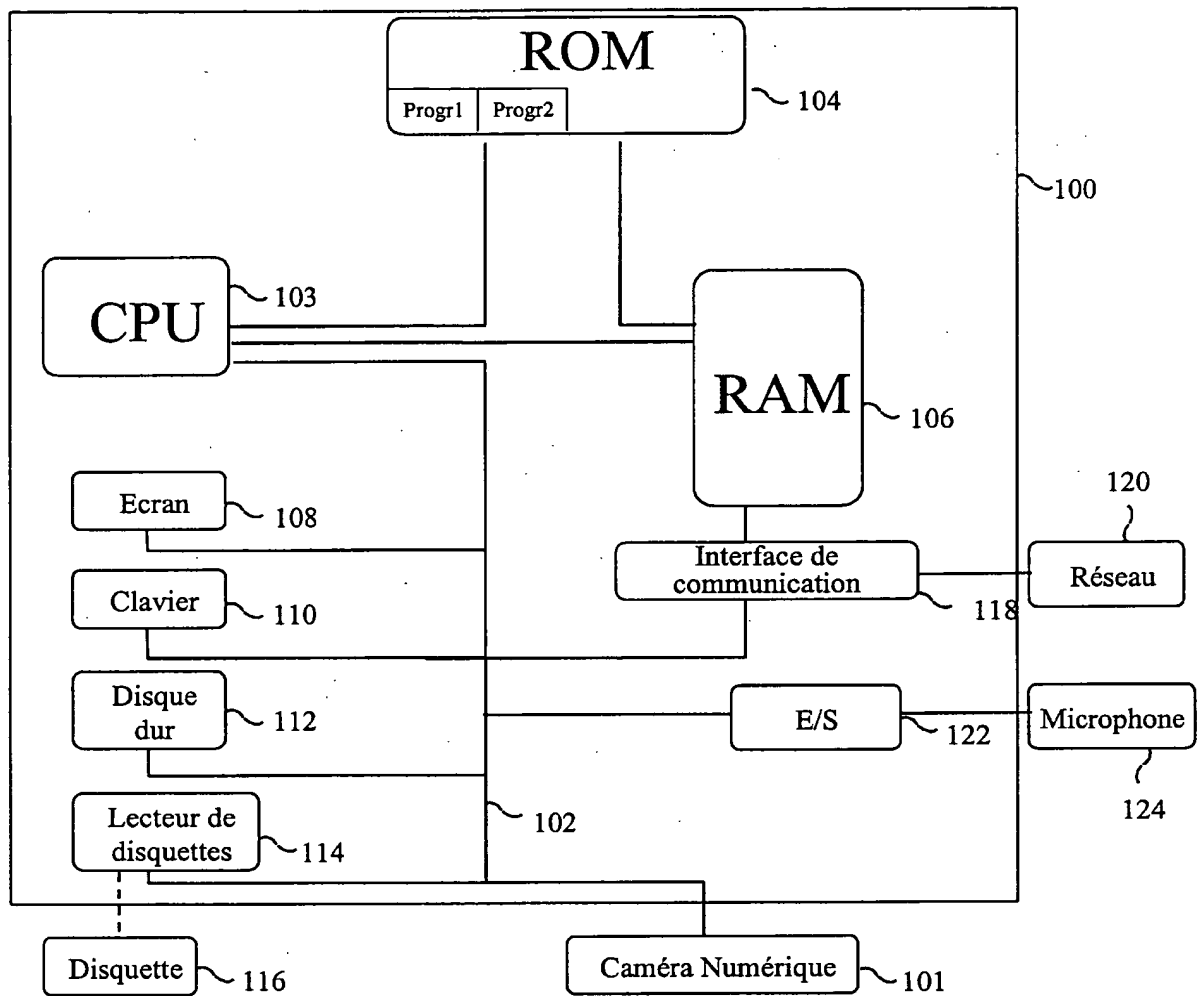 ROM
Progr1 Progr2
104
100
CPU
103
RAM
106
Ecran
108
120
Interface de
communication
118
Réseau
Clavier
110
Disque
dur
112
E/S
122
Microphone
124
102
Lecteur de
disquettes
114
Disquette
116
Caméra Numérique
101